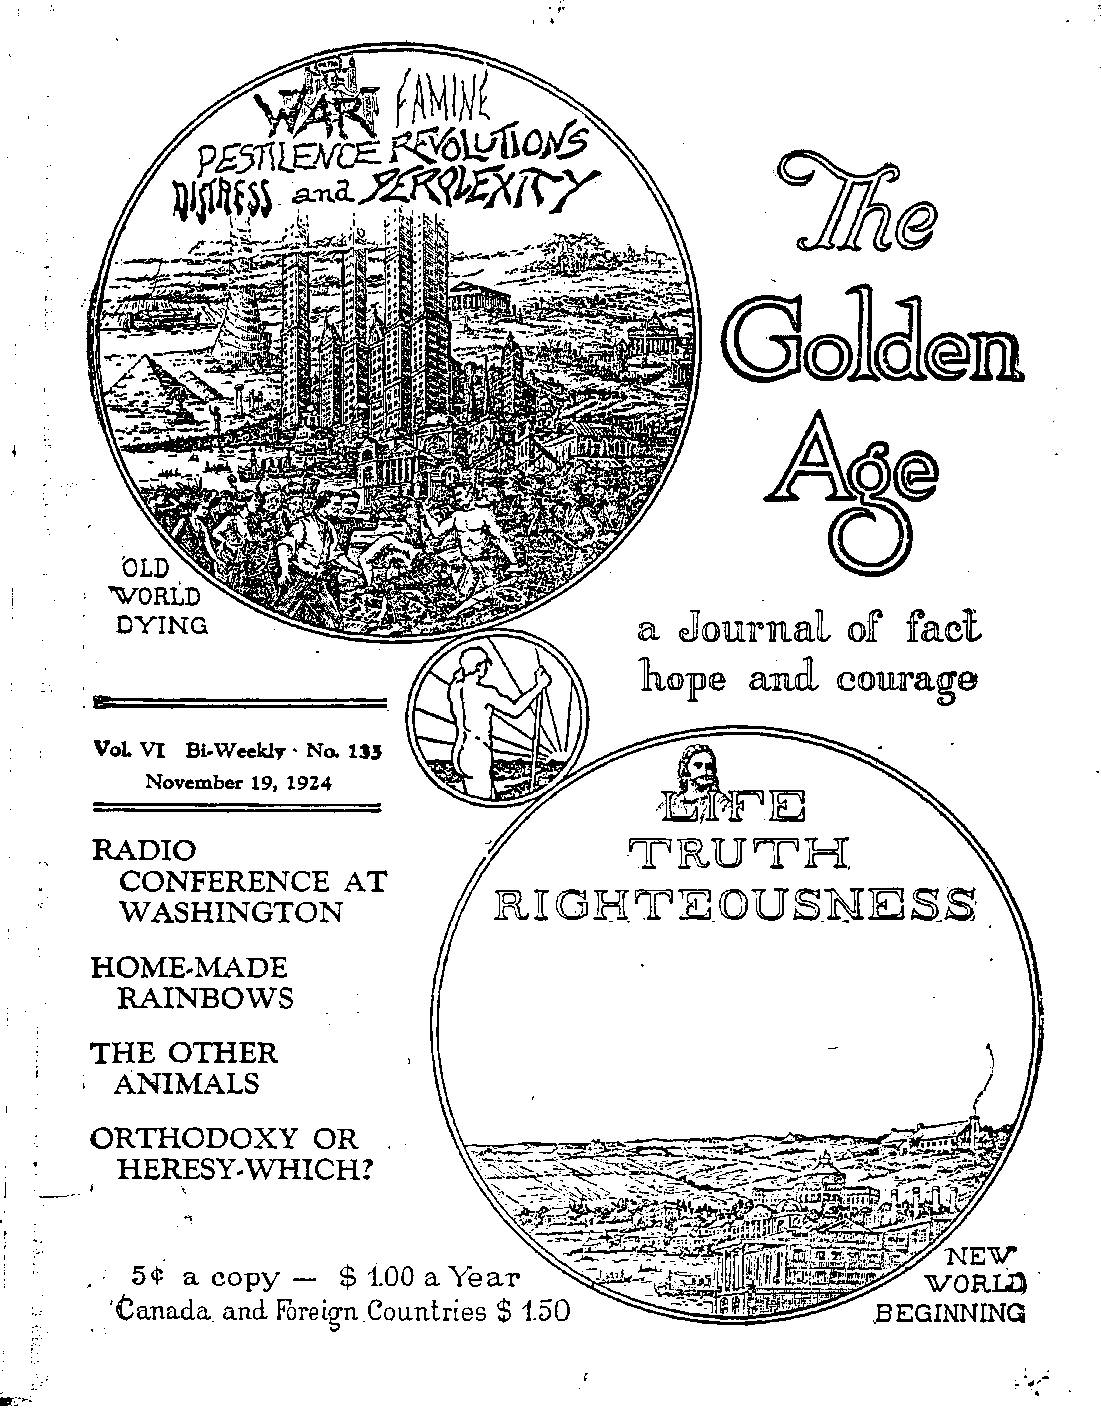 WAR FAMINE
PESTILENCE REVOLUTIONS
DISTRESS and PERPLEXITY
The
Golden
Age
a Journal of fact
hope and courage
OLD
WORLD
DYING
Vol. VI Bi-Weekly · No. 135
November 19, 1924
RADIO
CONFERENCE AT
WASHINGTON
HOME-MADE
RAINBOWS
THE OTHER
ANIMALS
ORTHODOXY OR
HERESY-WHICH?
LIFE
TRUTH
RIGHTEOUSNESS
NEW
WORLD
BEGINNING
5¢ a copy — $ 1.00 a Year
Canada and Foreign Countries $ 1.50